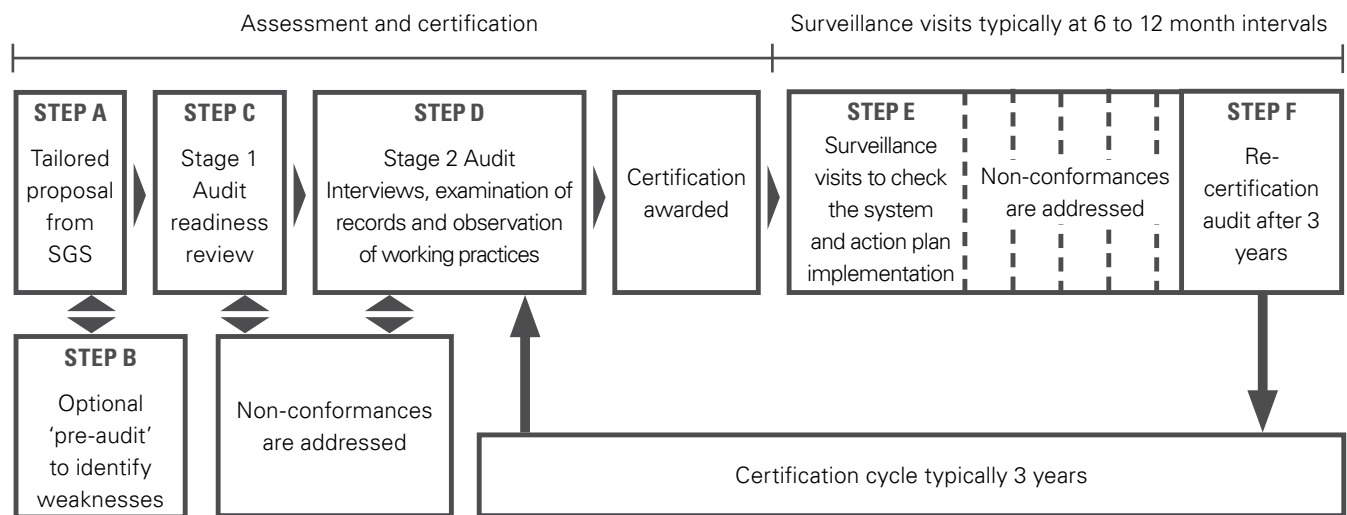 Assessment and certification
Surveillance visits typically at 6 to 12 month intervals
STEP A
Tailored
proposal
from
SGS
STEP C
Stage 1
Audit
readiness
review
STEP D
Stage 2 Audit
Interviews, examination of
records and observation
of working practices
Certification
awarded
STEP E
Surveillance
visits to check
the system
and action plan
implementation
Non-conformances
are addressed
STEP F
Re-
certification
audit after 3
years
STEP B
Optional
‘pre-audit’
to identify
weaknesses
Non-conformances
are addressed
Certification cycle typically 3 years